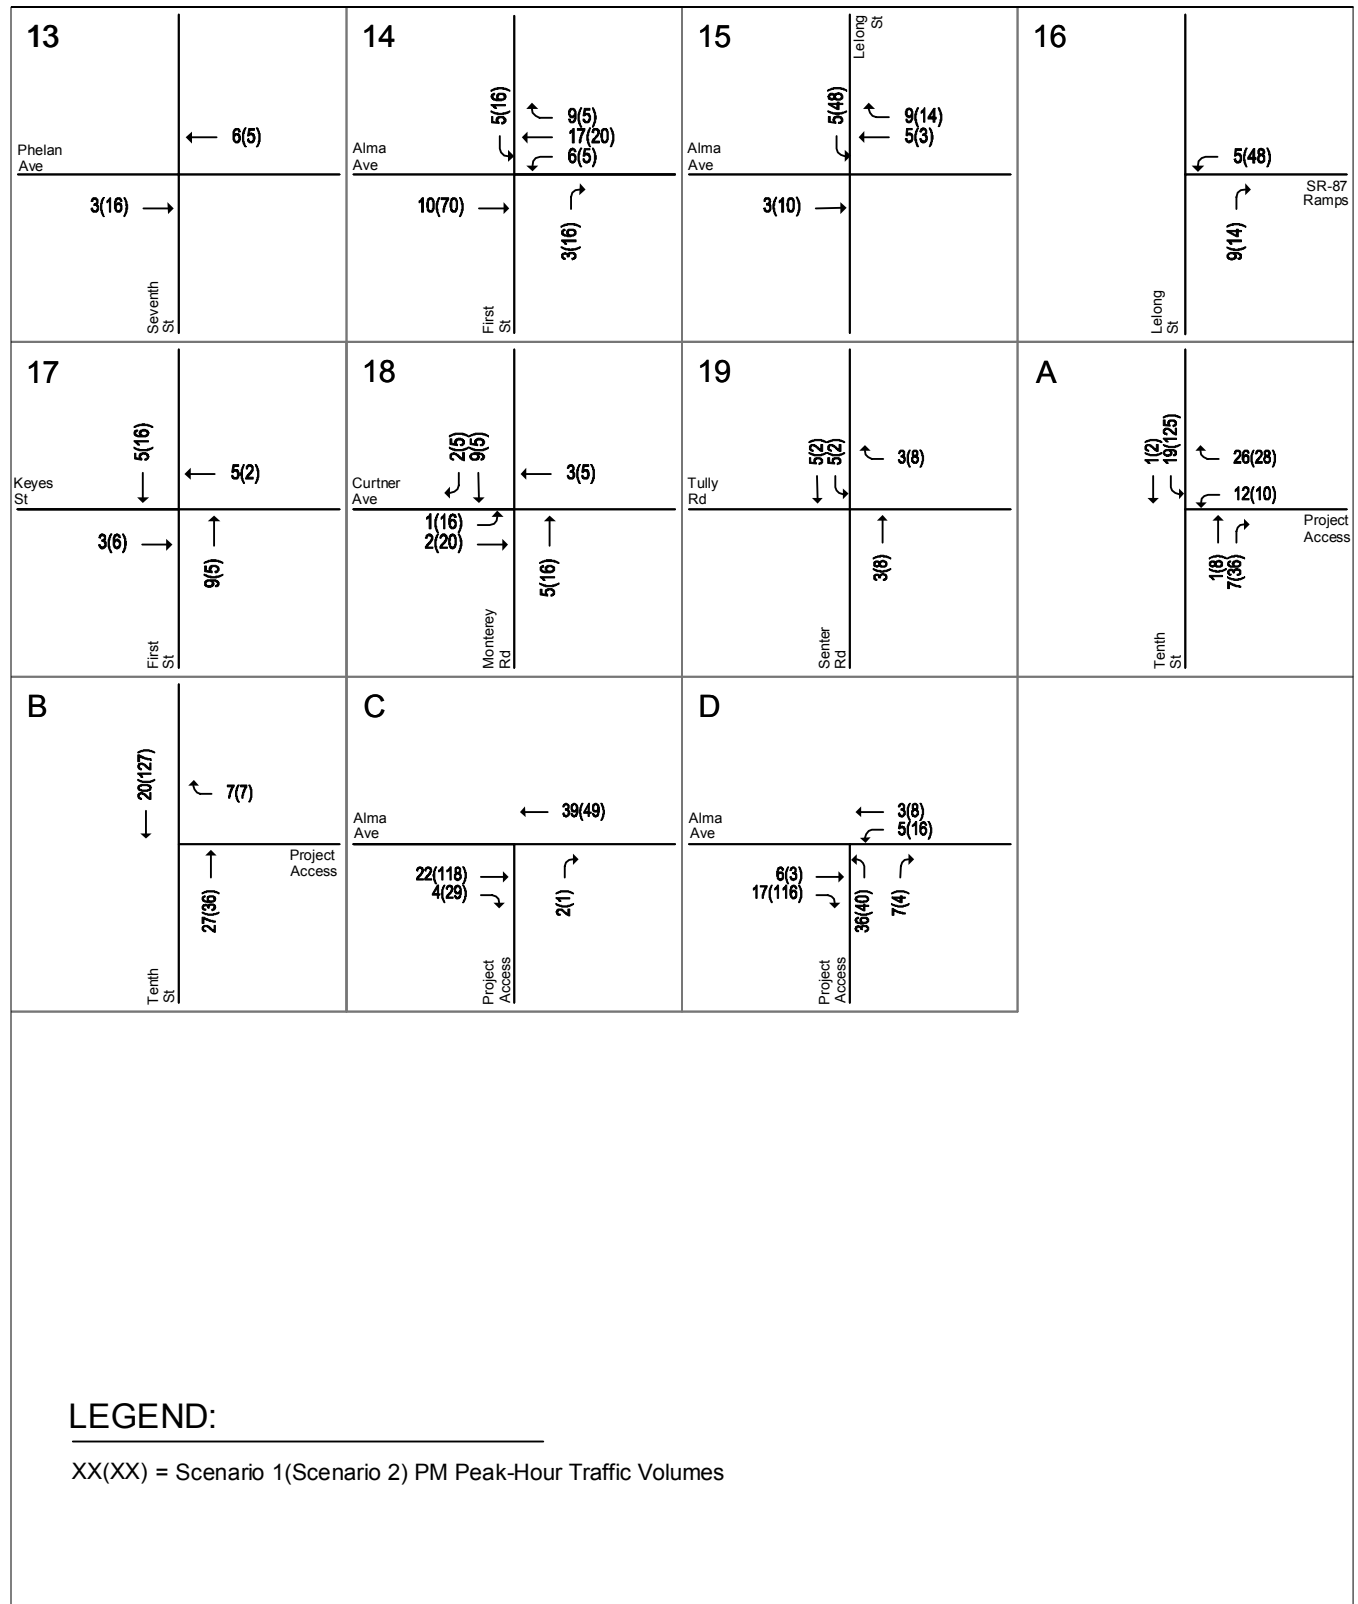 13
6(5)
Phelan
Ave
3(16)
Seventh
St
14
5(16)
9(5)
17(20)
6(5)
Alma
Ave
10(70)
3(16)
First
St
15
Lelong
St
5(48)
9(14)
5(3)
Alma
Ave
3(10)
16
5(48)
SR-87
Ramps
9(14)
Lelong
St
17
5(16)
5(2)
Keyes
St
3(6)
9(5)
First
St
18
2(5)
9(5)
3(5)
Curtner
Ave
1(16)
2(20)
5(16)
Monterey
Rd
19
5(2)
5(2)
3(8)
Tully
Rd
3(8)
Senter
Rd
A
1(2)
19(125)
26(28)
12(10)
Project
Access
1(8)
7(36)
Tenth
St
B
20(127)
7(7)
Project
Access
27(36)
Tenth
St
C
39(49)
Alma
Ave
22(118)
4(29)
2(1)
Project
Access
D
3(8)
5(16)
Alma
Ave
6(3)
17(116)
36(40)
7(4)
Project
Access
LEGEND:
XX(XX) = Scenario 1(Scenario 2) PM Peak-Hour Traffic Volumes